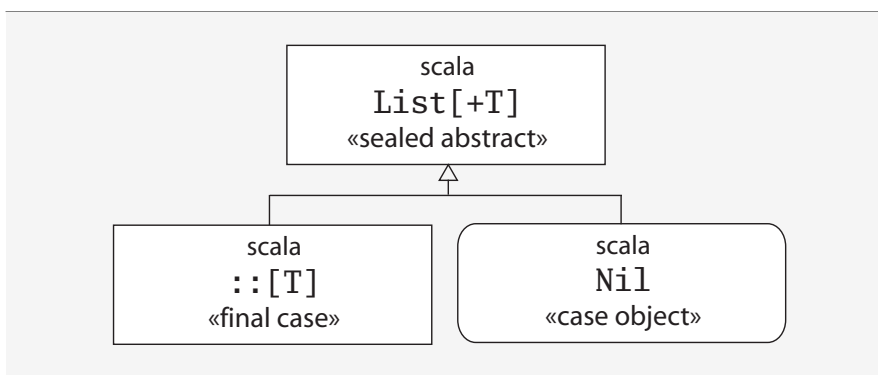 scala
List[+T]
«sealed abstract»
scala
::[T]
«final case»
scala
Nil
«case object»